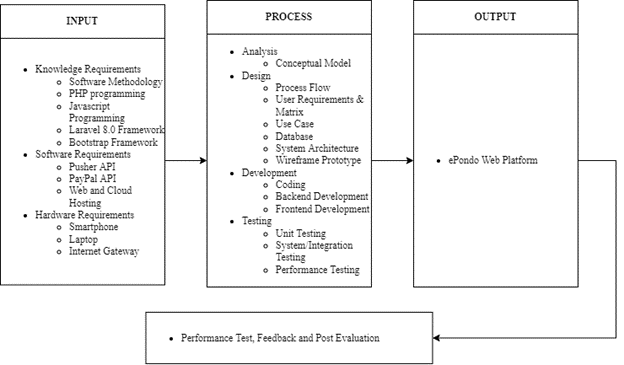 INPUT
Knowledge Requirements
Software Methodology
PHP programming
Javascript
Programming
Laravel 8.0 Framework
Bootstrap Framework
Software Requirements
Pusher API
PayPal API
Web and Cloud
Hosting
Hardware Requirements
Smartphone
Laptop
Internet Gateway
PROCESS
Analysis
Conceptual Model
Design
Process Flow
User Requirements &
Matrix
Use Case
Database
System Architecture
Wireframe Prototype
Development
Coding
Backend Development
Frontend Development
Testing
Unit Testing
System/Integration
Testing
Performance Testing
OUTPUT
ePondo Web Platform
Performance Test, Feedback and Post Evaluation